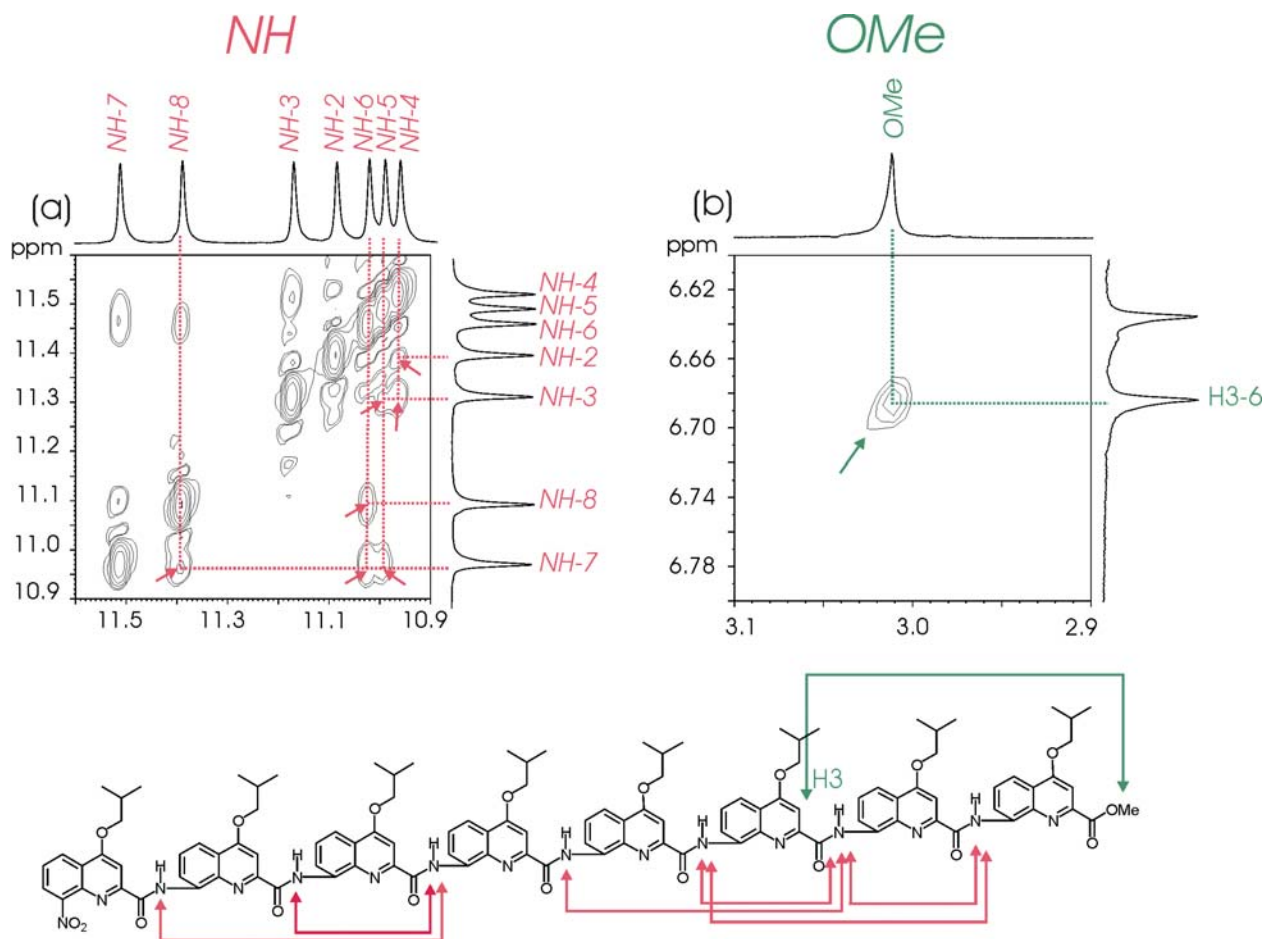 NH
OMe
NH-7 NH-8 NH-3 NH-2 NH-6 NH-5 NH-4
(a)
ppm
11.5
11.4
11.3
11.2
11.1
11.0
10.9
11.5 11.3 11.1 10.9
NH-4
NH-5
NH-6
NH-2
NH-3
NH-8
NH-7
OMe
(b)
ppm
6.62
6.66
6.70
6.74
6.78
3.1 3.0 2.9
H3-6
O O O O O O O O
H3
H H H H H H H
N N N N N N N N
N N N N N N N
O O O O O O O O
OMe
NO2